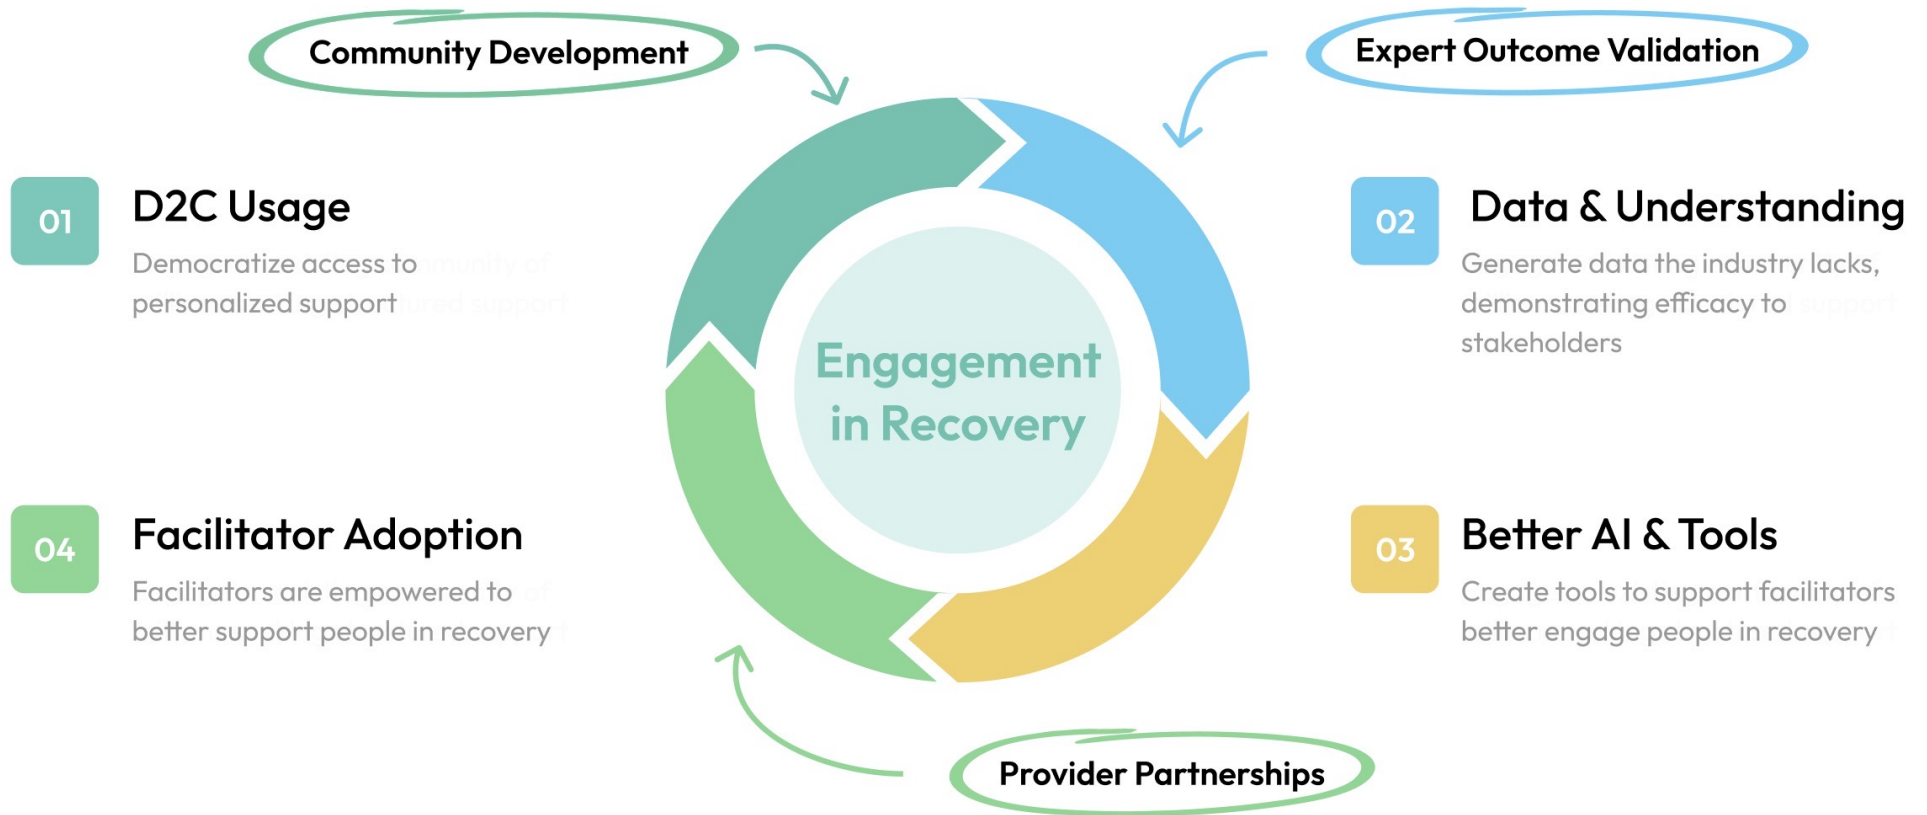 Community Development
Expert Outcome Validation
01
D2C Usage
Democratize access to
personalized support
02
Data & Understanding
Generate data the industry lacks,
demonstrating efficacy to
stakeholders
Engagement
in Recovery
04
Facilitator Adoption
Facilitators are empowered to
better support people in recovery
03
Better AI & Tools
Create tools to support facilitators
better engage people in recovery
Provider Partnerships